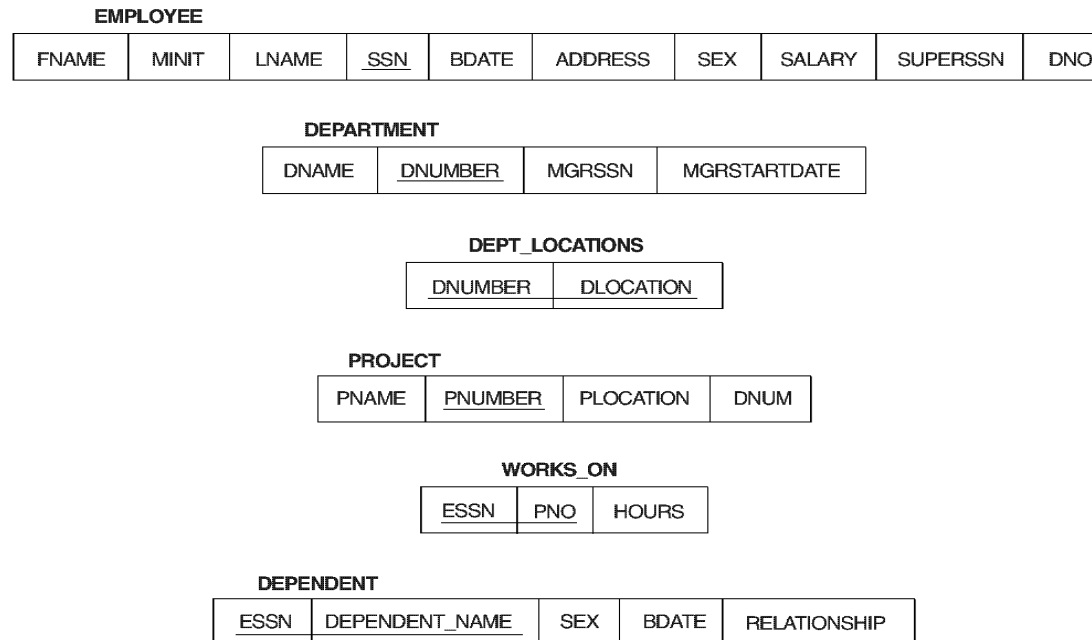 EMPLOYEE
FNAME MINIT LNAME SSN BDATE ADDRESS SEX SALARY SUPERSSN DNO
DEPARTMENT
DNAME DNUMBER MGRSSN MGRSTARTDATE
DEPT_LOCATIONS
DNUMBER DLOCATION
PROJECT
PNAME PNUMBER PLOCATION DNUM
WORKS_ON
ESSN PNO HOURS
DEPENDENT
ESSN DEPENDENT_NAME SEX BDATE RELATIONSHIP